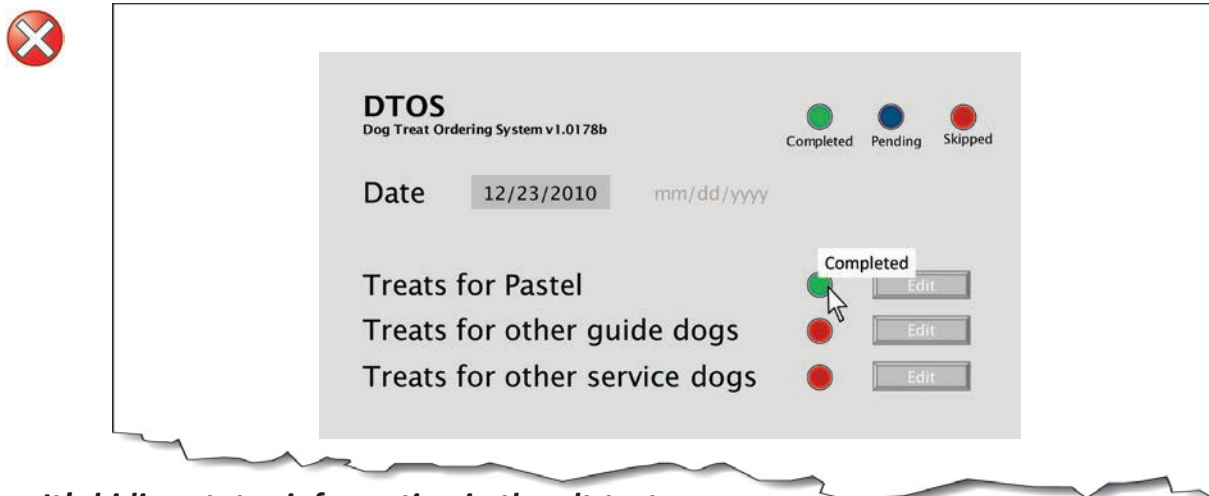 DTOS
Dog Treat Ordering System v1.0178b
Completed Pending Skipped
Date 12/23/2010 mm/dd/yyyy
Completed
Treats for Pastel Edit
Treats for other guide dogs Edit
Treats for other service dogs Edit